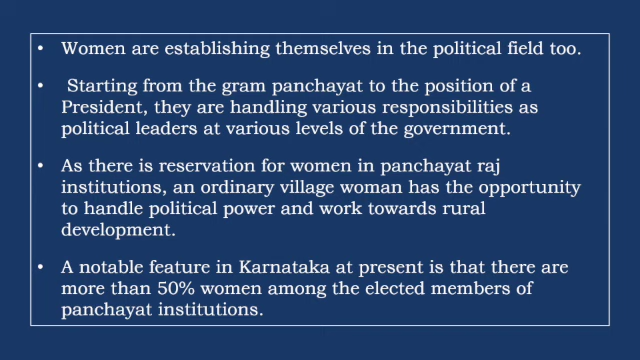 • Women are establishing themselves in the political field too.
• Starting from the gram panchayat to the position of a
President, they are handling various responsibilities as
political leaders at various levels of the government.
• As there is reservation for women in panchayat raj
institutions, an ordinary village woman has the opportunity
to handle political power and work towards rural
development.
• A notable feature in Karnataka at present is that there are
more than 50% women among the elected members of
panchayat institutions.